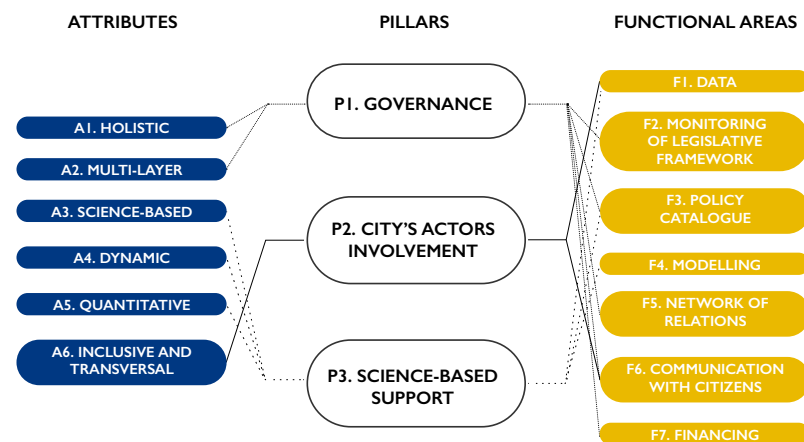 ATTRIBUTES
PILLARS
FUNCTIONAL AREAS
A1. HOLISTIC
A2. MULTI-LAYER
A3. SCIENCE-BASED
A4. DYNAMIC
A5. QUANTITATIVE
A6. INCLUSIVE AND
TRANSVERSAL
P1. GOVERNANCE
P2. CITY'S ACTORS
INVOLVEMENT
P3. SCIENCE-BASED
SUPPORT
F1. DATA
F2. MONITORING
OF LEGISLATIVE
FRAMEWORK
F3. POLICY
CATALOGUE
F4. MODELLING
F5. NETWORK OF
RELATIONS
F6. COMMUNICATION
WITH CITIZENS
F7. FINANCING